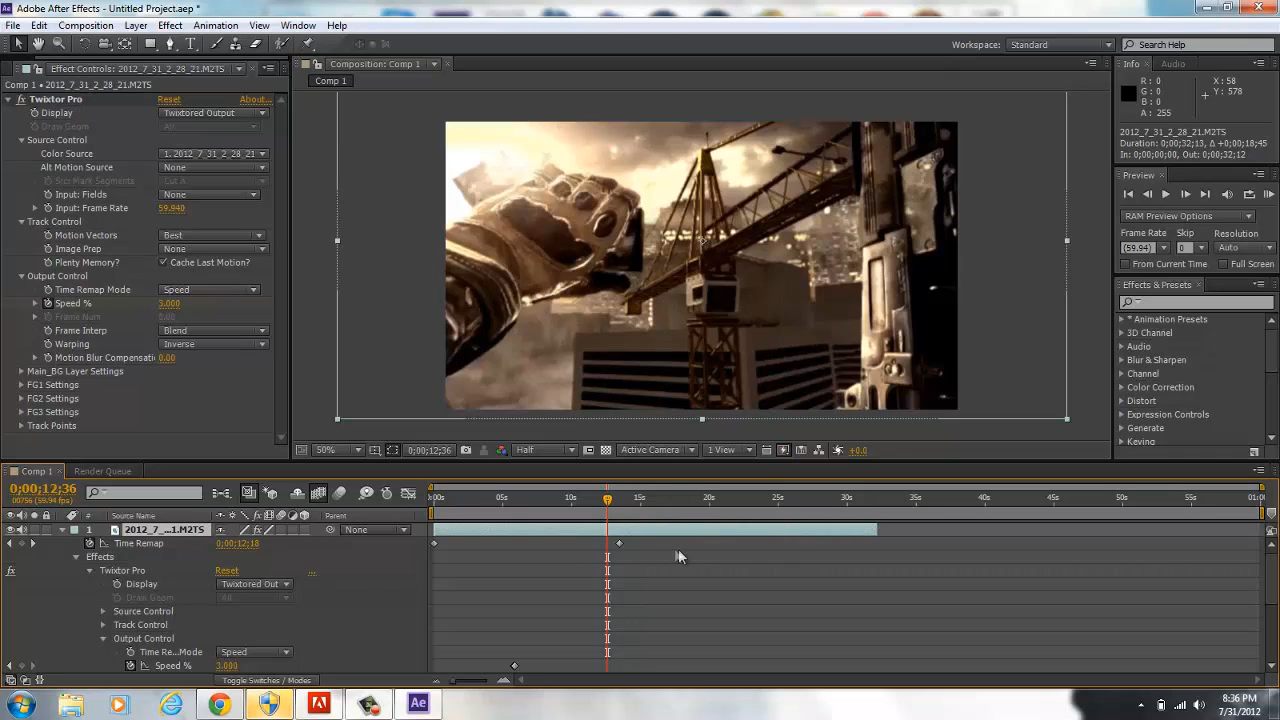 Adobe After Effects - Untitled Project.aep *
File Edit Composition Layer Effect Animation View Window Help
Workspace: Standard Search Help
Effect Controls: 2012_7_31_2_28_21.M2TS
Comp 1 • 2012_7_31_2_28_21.M2TS
Twixtor Pro Reset About...
Display Twixtored Output
Draw Geom All
Source Control
Color Source 1. 2012_7_31_2_28_21
Alt Motion Source None
Srcr Mark Segments Cut A
Input: Fields None
Input: Frame Rate 59.940
Track Control
Motion Vectors Best
Image Prep None
Plenty Memory? Cache Last Motion?
Output Control
Time Remap Mode Speed
Speed % 3.000
Frame Num 0.00
Frame Interp Blend
Warping Inverse
Motion Blur Compensati 0.00
Main_BG Layer Settings
FG1 Settings
FG2 Settings
FG3 Settings
Track Points
Composition: Comp 1
Comp 1
50% 0;00;12;36 Half Active Camera 1 View +0.0
Info Audio
R: 0
G: 0
B: 0
A: 255
X: 58
Y: 578
2012_7_31_2_28_21.M2TS
Duration: 0;00;32;13, Δ +0;00;18;45
In: 0;00;00;00, Out: 0;00;32;12
Preview
RAM Preview Options
Frame Rate Skip Resolution
(59.94) 0 Auto
From Current Time Full Screen
Effects & Presets
* Animation Presets
3D Channel
Audio
Blur & Sharpen
Channel
Color Correction
Distort
Expression Controls
Generate
Keying
Comp 1 Render Queue
0;00;12;36
00756 (59.94 fps)
:00s 05s 10s 15s 20s 25s 30s 35s 40s 45s 50s 55s 01:0
# Source Name Parent
1 2012_7_...1.M2TS None
Time Remap 0;00;12;18
Effects
Twixtor Pro Reset ...
Display Twixtored Out
Draw Geom All
Source Control
Track Control
Output Control
Time Re...Mode Speed
Speed % 3.000
Toggle Switches / Modes
Ae
8:36 PM
7/31/2012